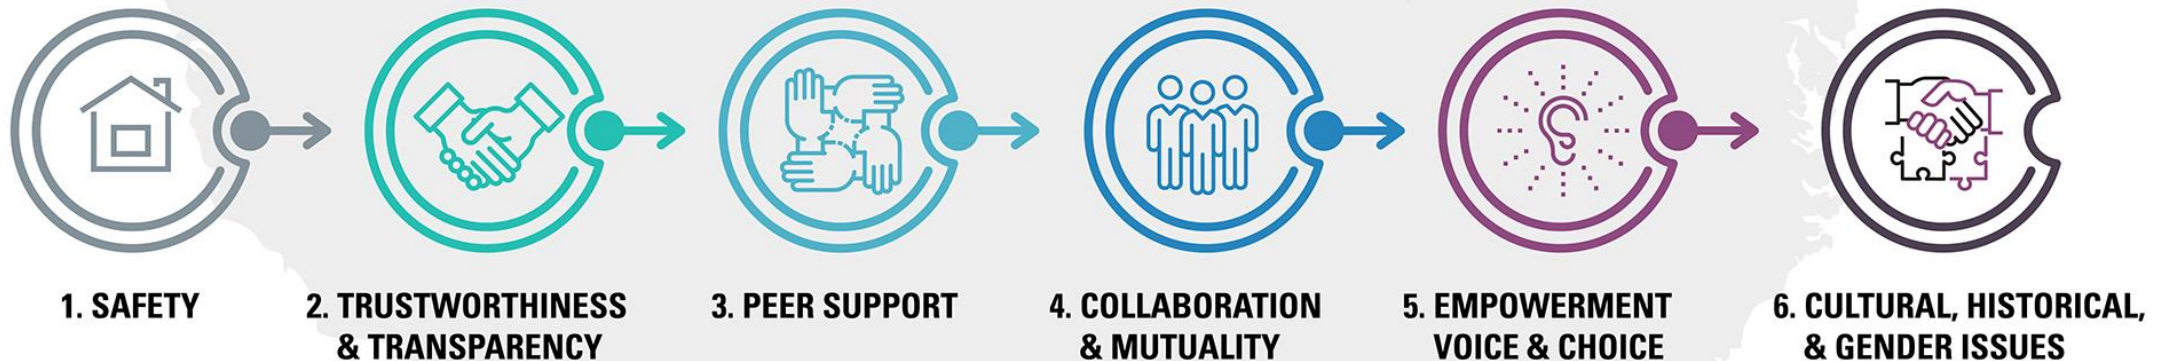 1. SAFETY
2. TRUSTWORTHINESS
& TRANSPARENCY
3. PEER SUPPORT
4. COLLABORATION
& MUTUALITY
5. EMPOWERMENT
VOICE & CHOICE
6. CULTURAL, HISTORICAL,
& GENDER ISSUES